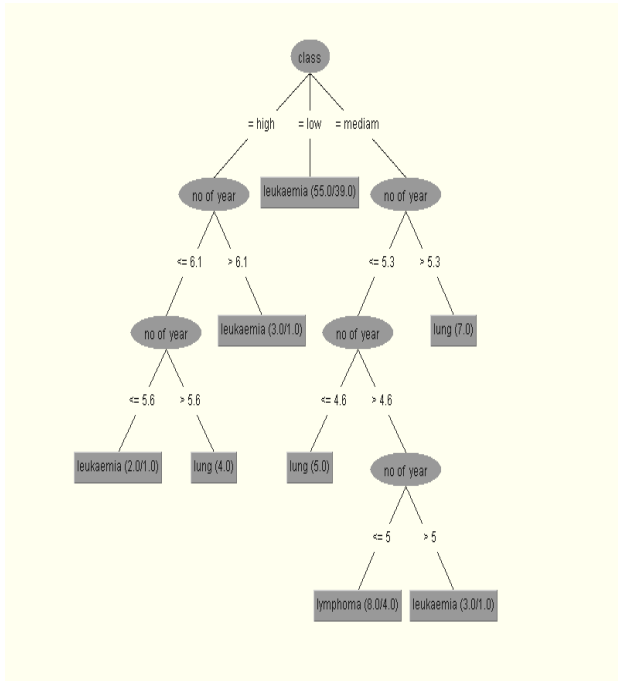 class
= high
= low
= mediam
no of year
leukaemia (55.0/39.0)
no of year
<= 6.1
> 6.1
<= 5.3
> 5.3
no of year
leukaemia (3.0/1.0)
no of year
lung (7.0)
<= 5.6
> 5.6
<= 4.6
> 4.6
leukaemia (2.0/1.0)
lung (4.0)
lung (5.0)
no of year
<= 5
> 5
lymphoma (8.0/4.0)
leukaemia (3.0/1.0)